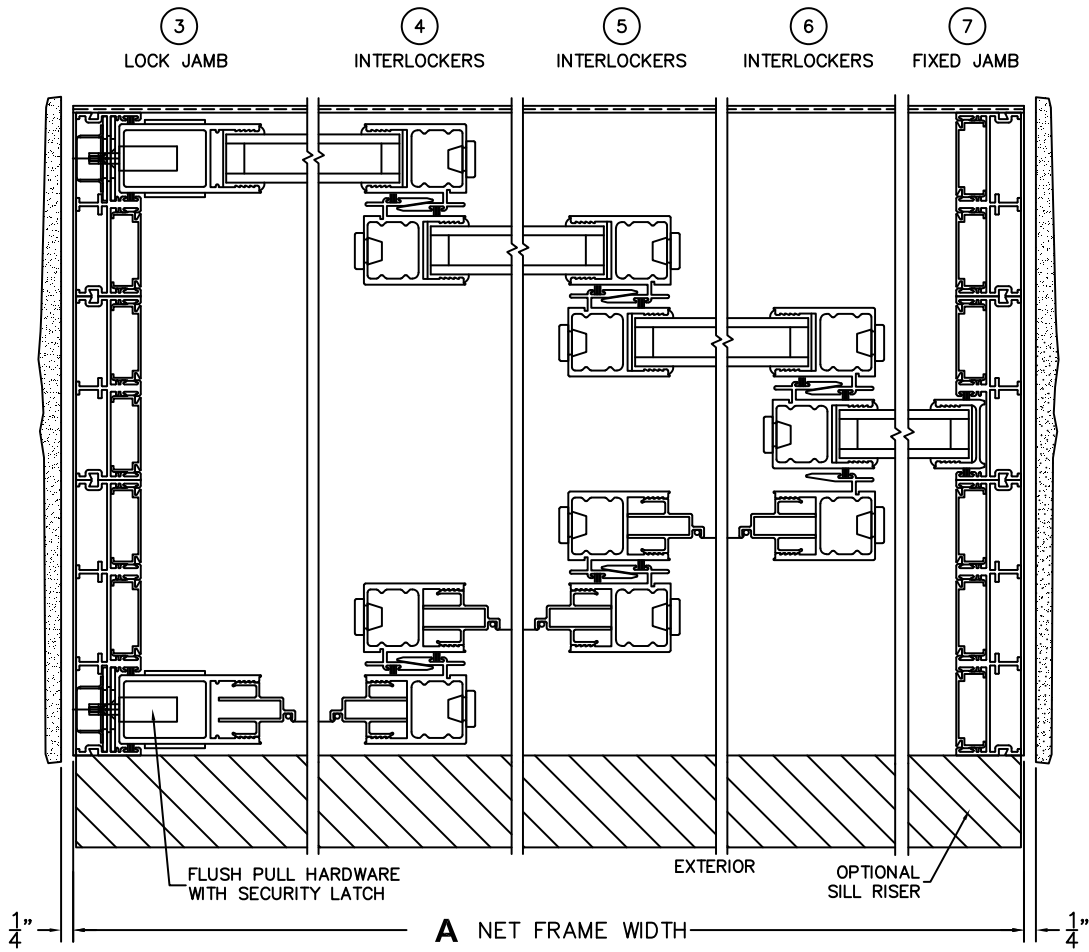 3 4 5 6 7
LOCK JAMB INTERLOCKERS INTERLOCKERS INTERLOCKERS FIXED JAMB
EXTERIOR
FLUSH PULL HARDWARE
WITH SECURITY LATCH
OPTIONAL
SILL RISER
1/4" A NET FRAME WIDTH 1/4"